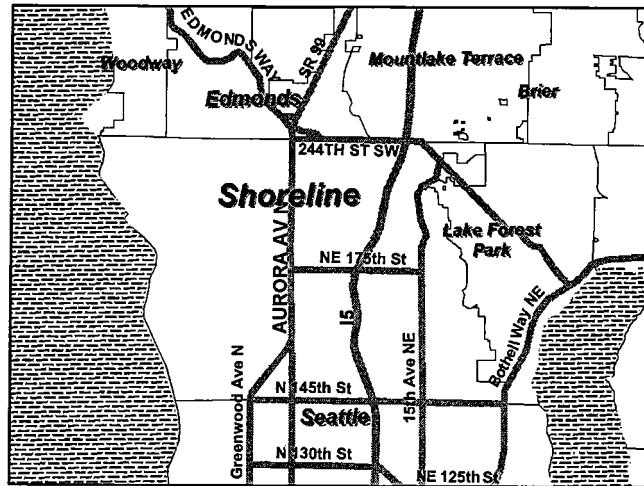 EDMONDS WAY
SR 99
Mountlake Terrace
Woodway
Brier
Edmonds
244TH ST SW
Shoreline
AURORA AV N
Lake Forest
Park
NE 175th St
I5
15th Ave NE
Bothell Way NE
Greenwood Ave N
N 145th St
Seattle
N 130th St
NE 125th St